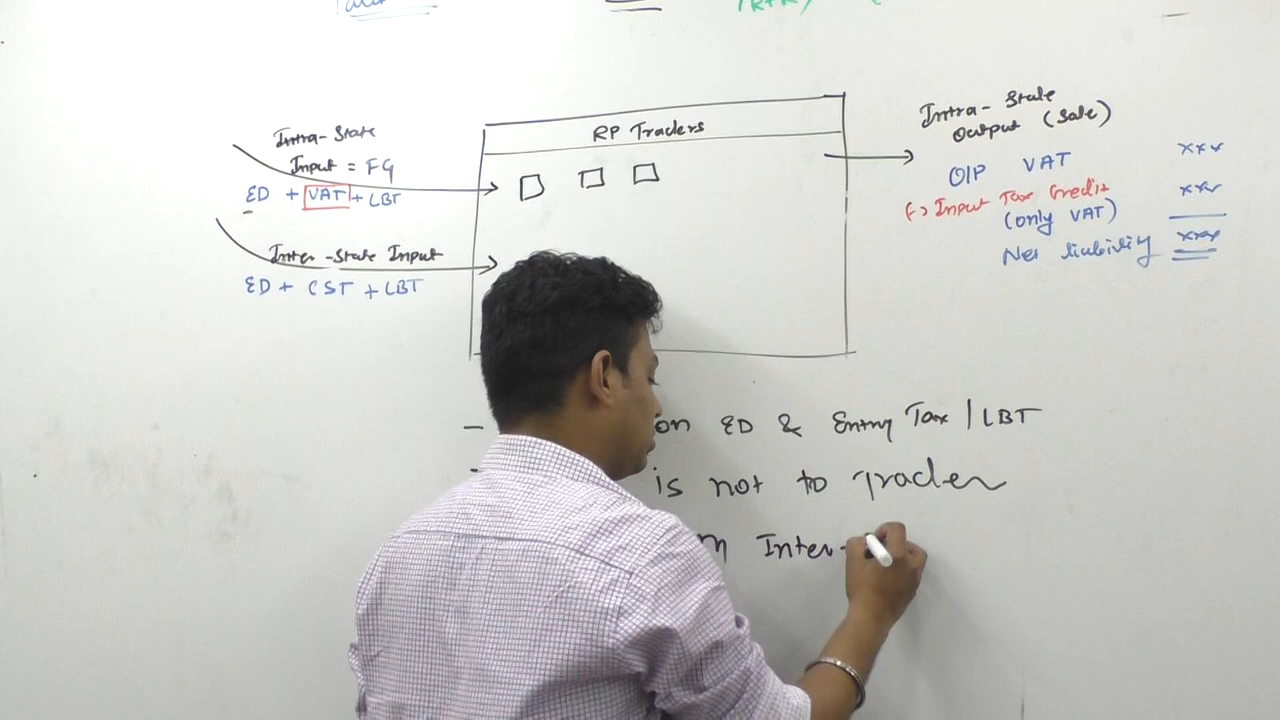 RP Traders
Intra-State
Input = FG
ED + VAT + LBT
Inter-State Input
ED + CST + LBT
Intra-State
Output (Sale)
O/P VAT xxx
(-) Input Tax Credit xxx
(only VAT)
Net liability xxx
- on ED & Entry Tax / LBT
is not to Trader
Inter-